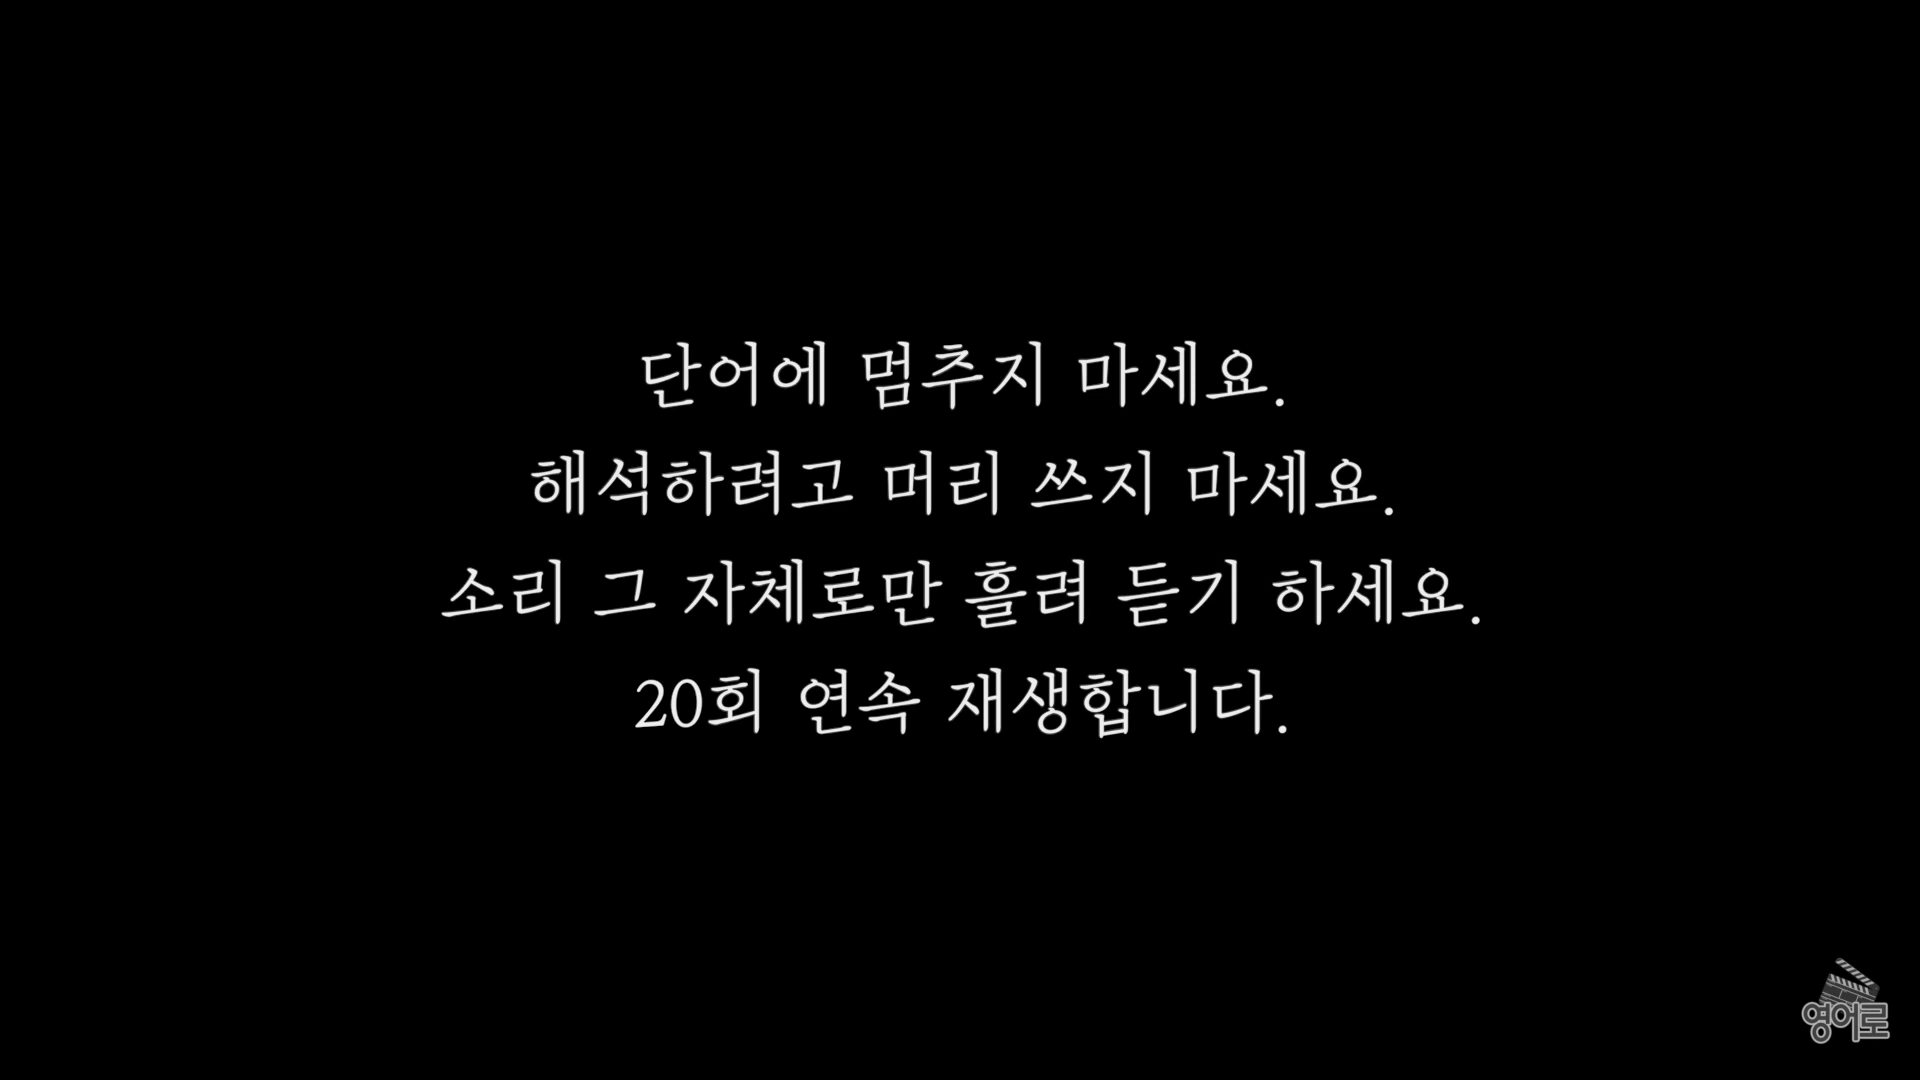 단어에 멈추지 마세요.
해석하려고 머리 쓰지 마세요.
소리 그 자체로만 흘려 듣기 하세요.
20회 연속 재생합니다.
영어로